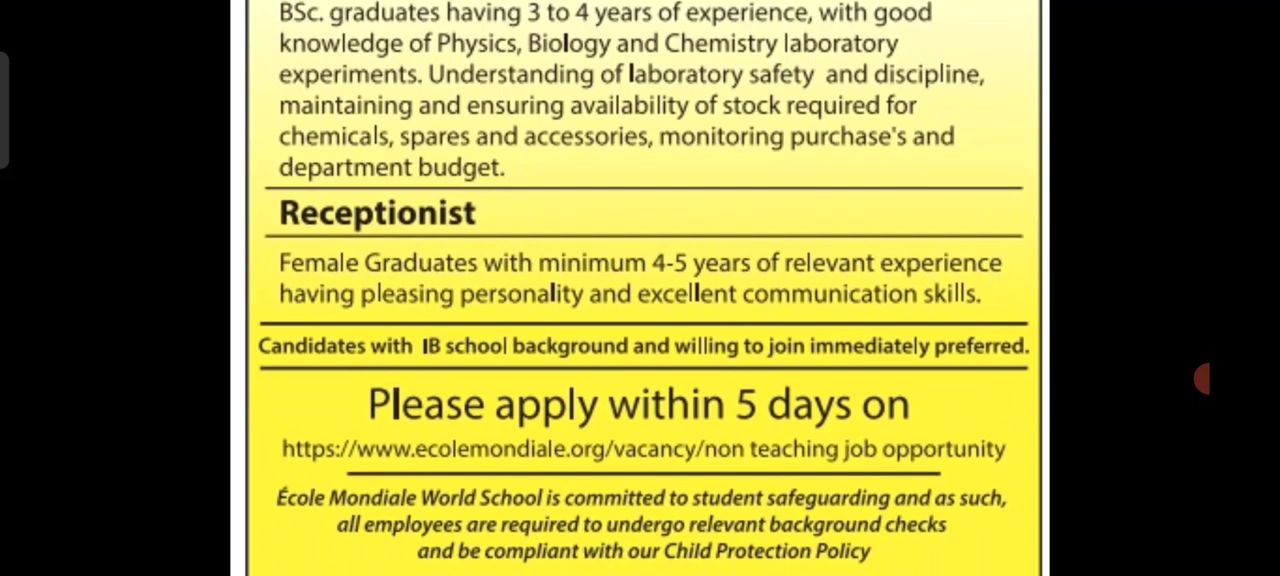 BSc. graduates having 3 to 4 years of experience, with good
knowledge of Physics, Biology and Chemistry laboratory
experiments. Understanding of laboratory safety and discipline,
maintaining and ensuring availability of stock required for
chemicals, spares and accessories, monitoring purchase's and
department budget.
Receptionist
Female Graduates with minimum 4-5 years of relevant experience
having pleasing personality and excellent communication skills.
Candidates with IB school background and willing to join immediately preferred.
Please apply within 5 days on
https://www.ecolemondiale.org/vacancy/non teaching job opportunity
École Mondiale World School is committed to student safeguarding and as such,
all employees are required to undergo relevant background checks
and be compliant with our Child Protection Policy